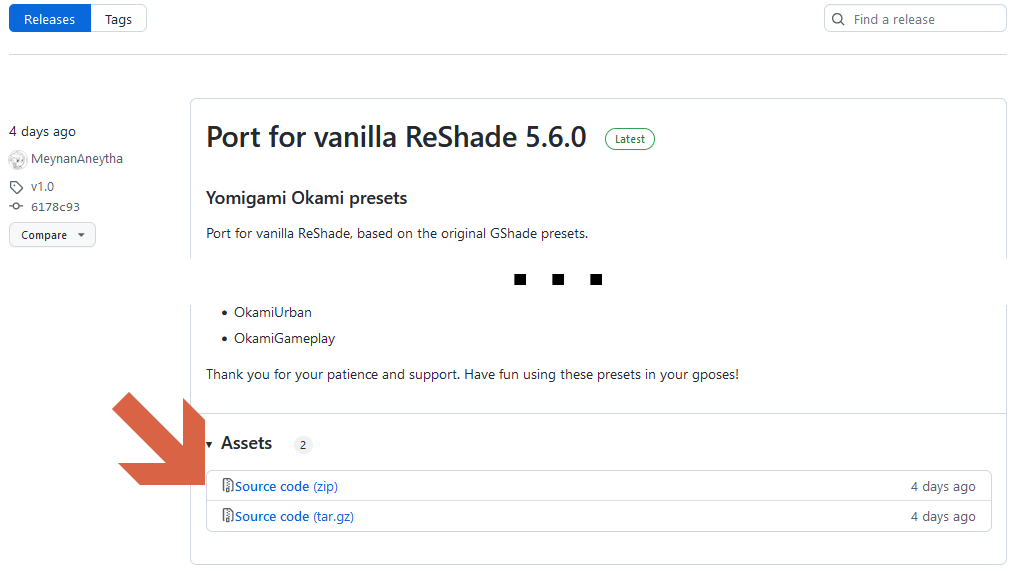 Releases Tags Find a release
4 days ago
MeynanAneytha
v1.0
6178c93
Compare
Port for vanilla ReShade 5.6.0 Latest
Yomigami Okami presets
Port for vanilla ReShade, based on the original GShade presets.
• OkamiUrban
• OkamiGameplay
Thank you for your patience and support. Have fun using these presets in your gposes!
Assets 2
Source code (zip) 4 days ago
Source code (tar.gz) 4 days ago